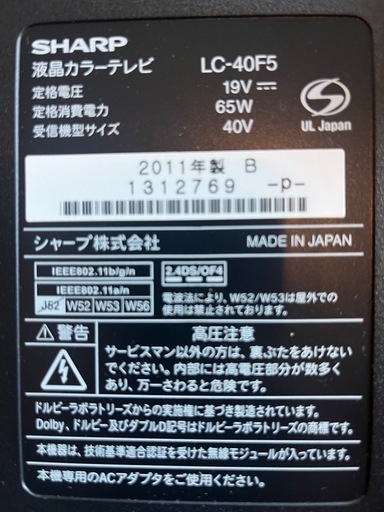 SHARP
液晶カラーテレビ LC-40F5
定格電圧 19V⎓
定格消費電力 65W
受信機型サイズ 40V
UL Japan
2011年製 B
1312769 -p-
シャープ株式会社 MADE IN JAPAN
IEEE802.11b/g/n
IEEE802.11a/n
J52 W52 W53 W56
2.4DS/OF4
電波法により、W52/W53は屋外での
使用は禁止されています。
⚠警告 高圧注意
サービスマン以外の方は、裏ぶたをあけない
でください。内部には高電圧部分が数多く
あり、万一さわると危険です。
ドルビーラボラトリーズからの実施権に基づき製造されています。
Dolby、ドルビー及びダブルD記号はドルビーラボラトリーズの商標です。
本機器は、技術基準適合認証を受けた無線モジュールが入っています。
本機専用のACアダプタをご使用ください。